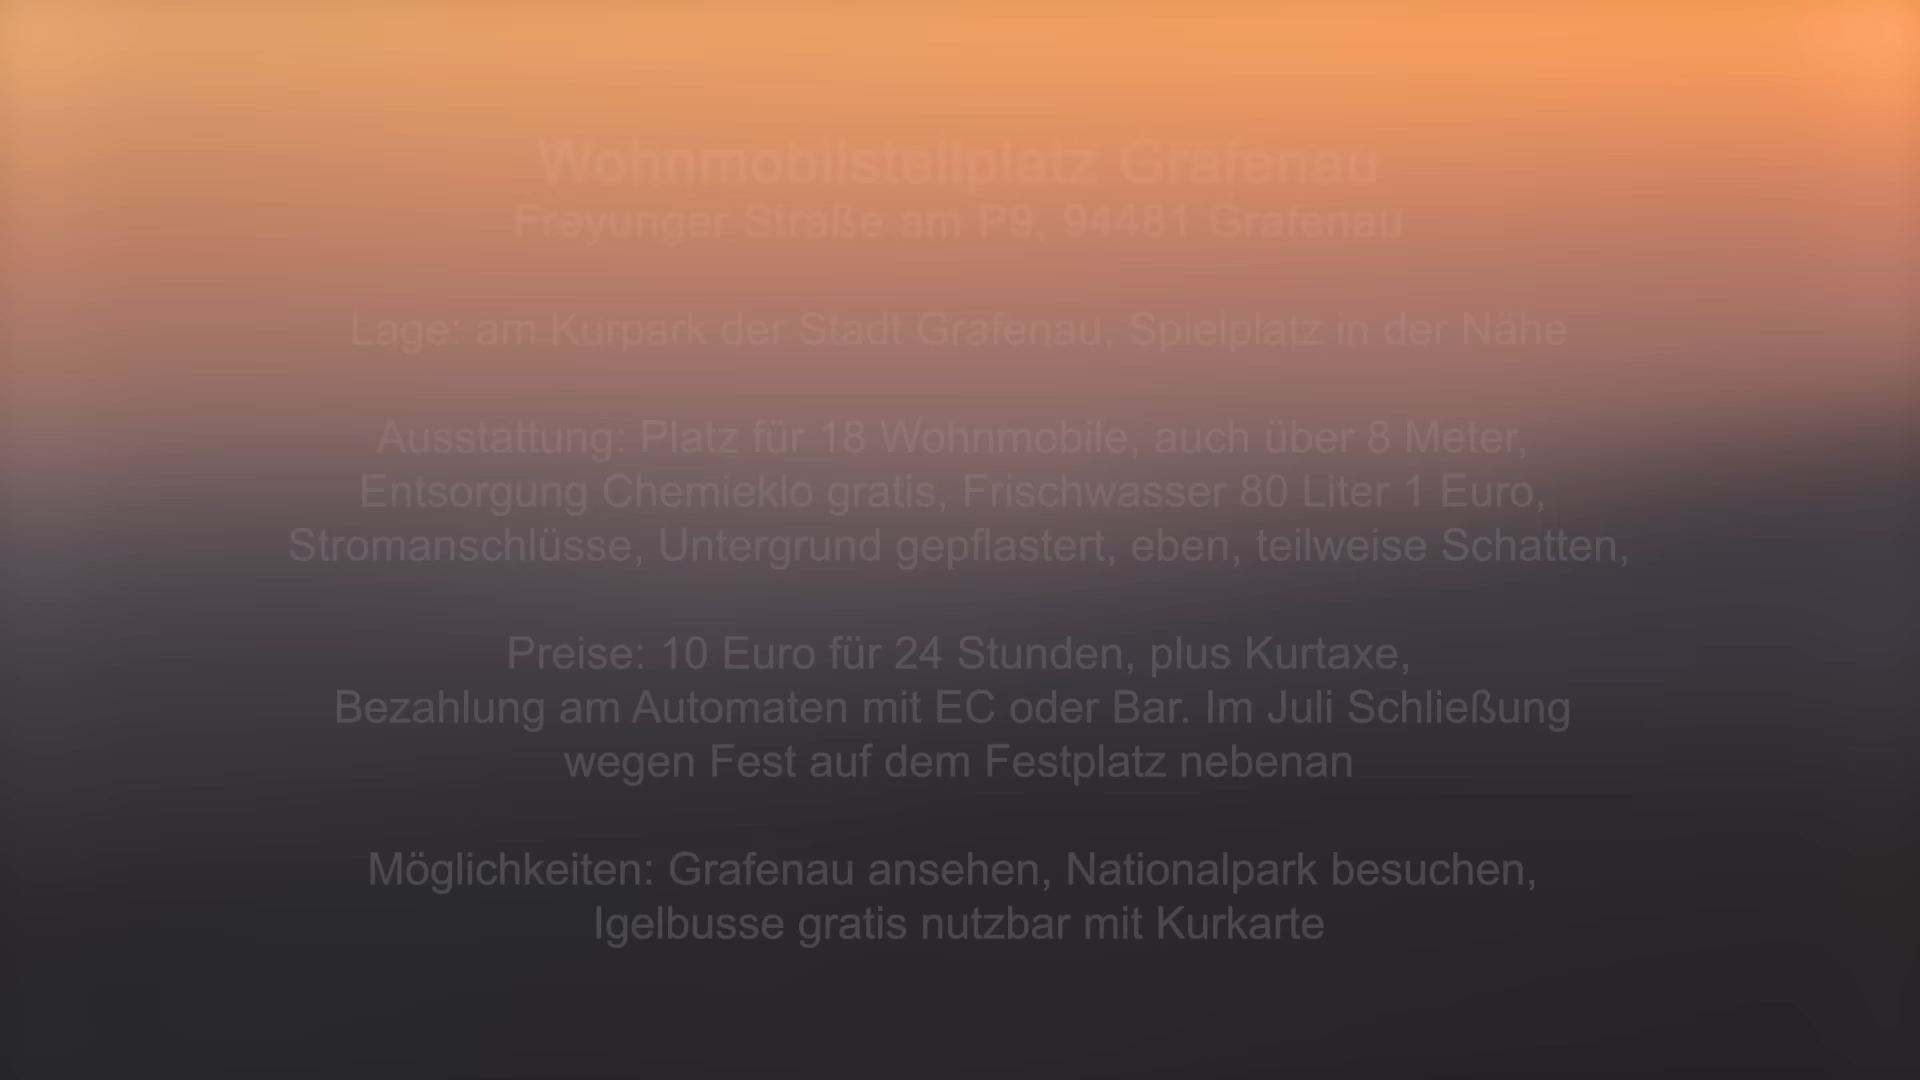 Wohnmobilstellplatz Grafenau
Freyunger Straße am P9, 94481 Grafenau
Lage: am Kurpark der Stadt Grafenau, Spielplatz in der Nähe
Ausstattung: Platz für 18 Wohnmobile, auch über 8 Meter,
Entsorgung Chemieklo gratis, Frischwasser 80 Liter 1 Euro,
Stromanschlüsse, Untergrund gepflastert, eben, teilweise Schatten,
Preise: 10 Euro für 24 Stunden, plus Kurtaxe,
Bezahlung am Automaten mit EC oder Bar. Im Juli Schließung
wegen Fest auf dem Festplatz nebenan
Möglichkeiten: Grafenau ansehen, Nationalpark besuchen,
Igelbusse gratis nutzbar mit Kurkarte